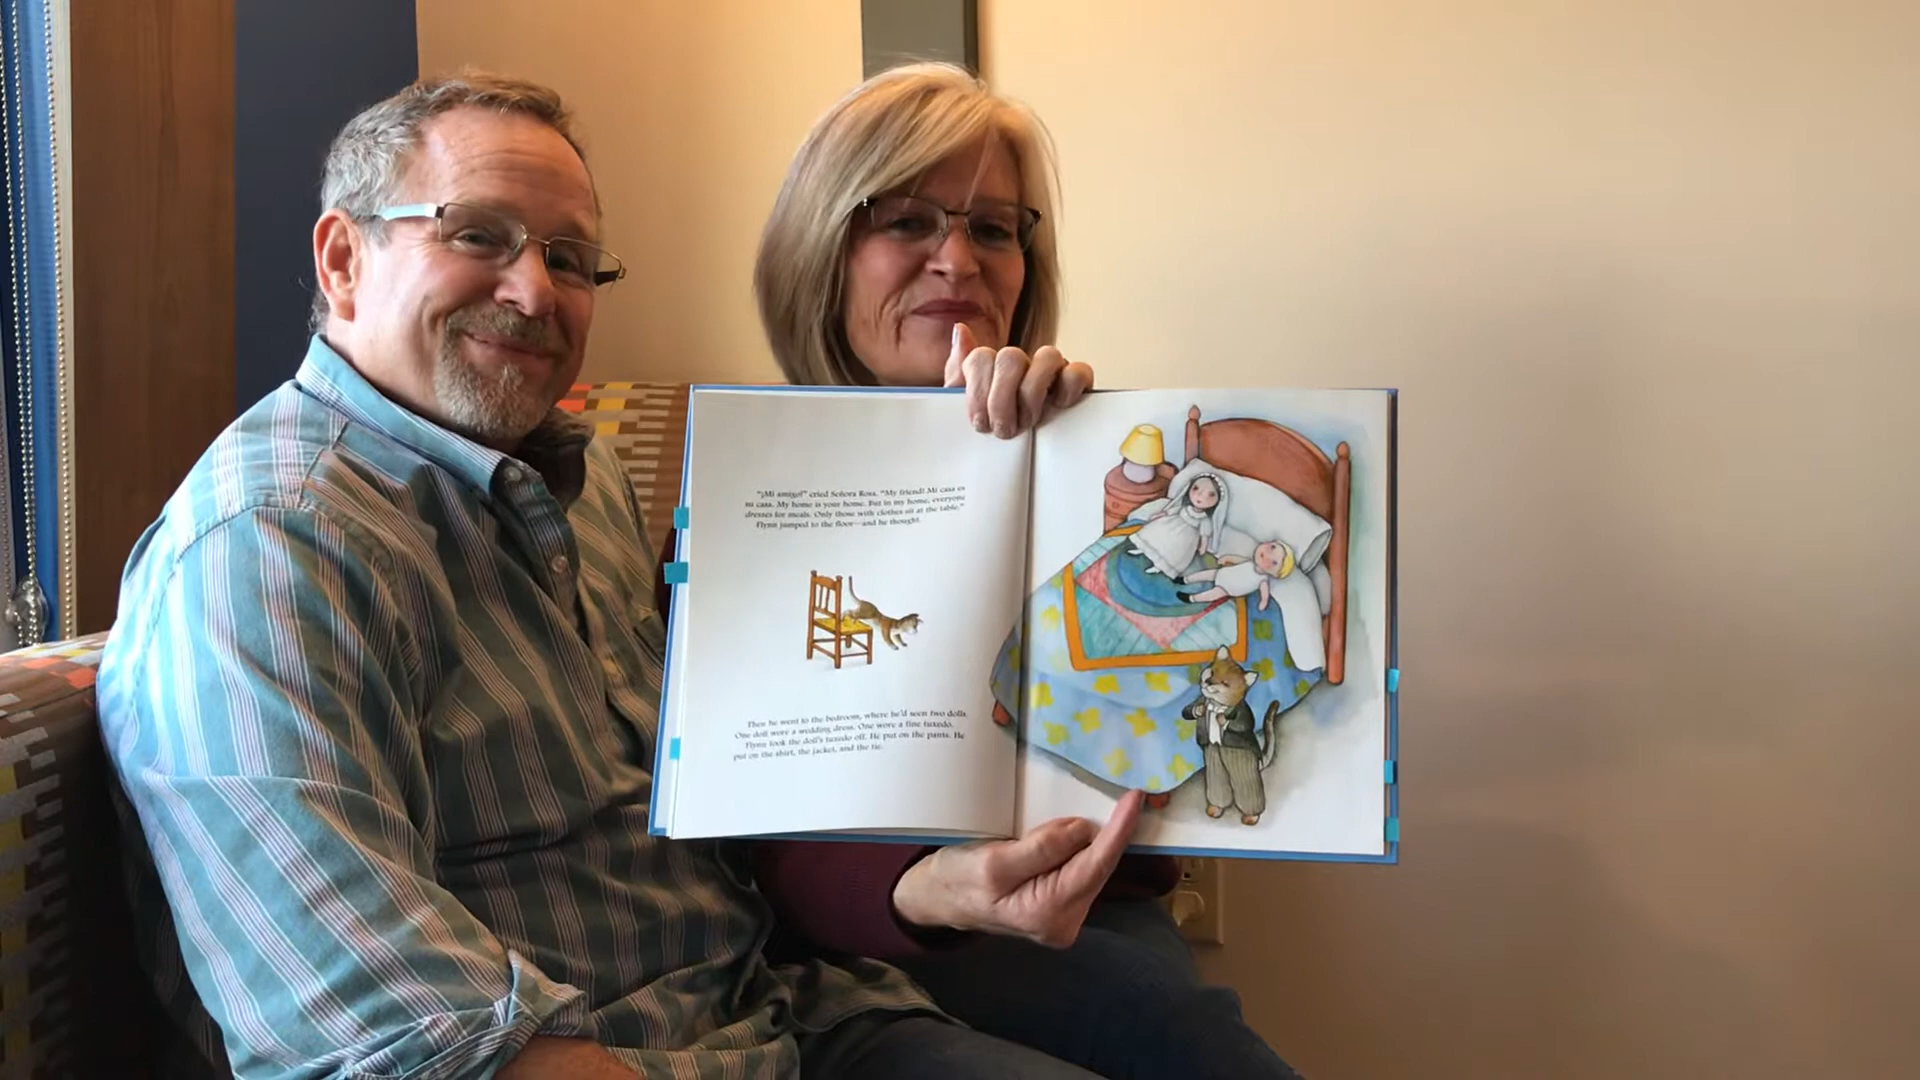 "¡Mi amigo!" cried Señora Rosa. "My friend! Mi casa es
su casa. My home is your home. But in my home, everyone
dresses for meals. Only those with clothes sit at the table."
Flynn jumped to the floor—and he thought.
Then he went to the bedroom, where he'd seen two dolls.
One doll wore a wedding dress. One wore a fine tuxedo.
Flynn took the doll's tuxedo off. He put on the pants. He
put on the shirt, the jacket, and the tie.